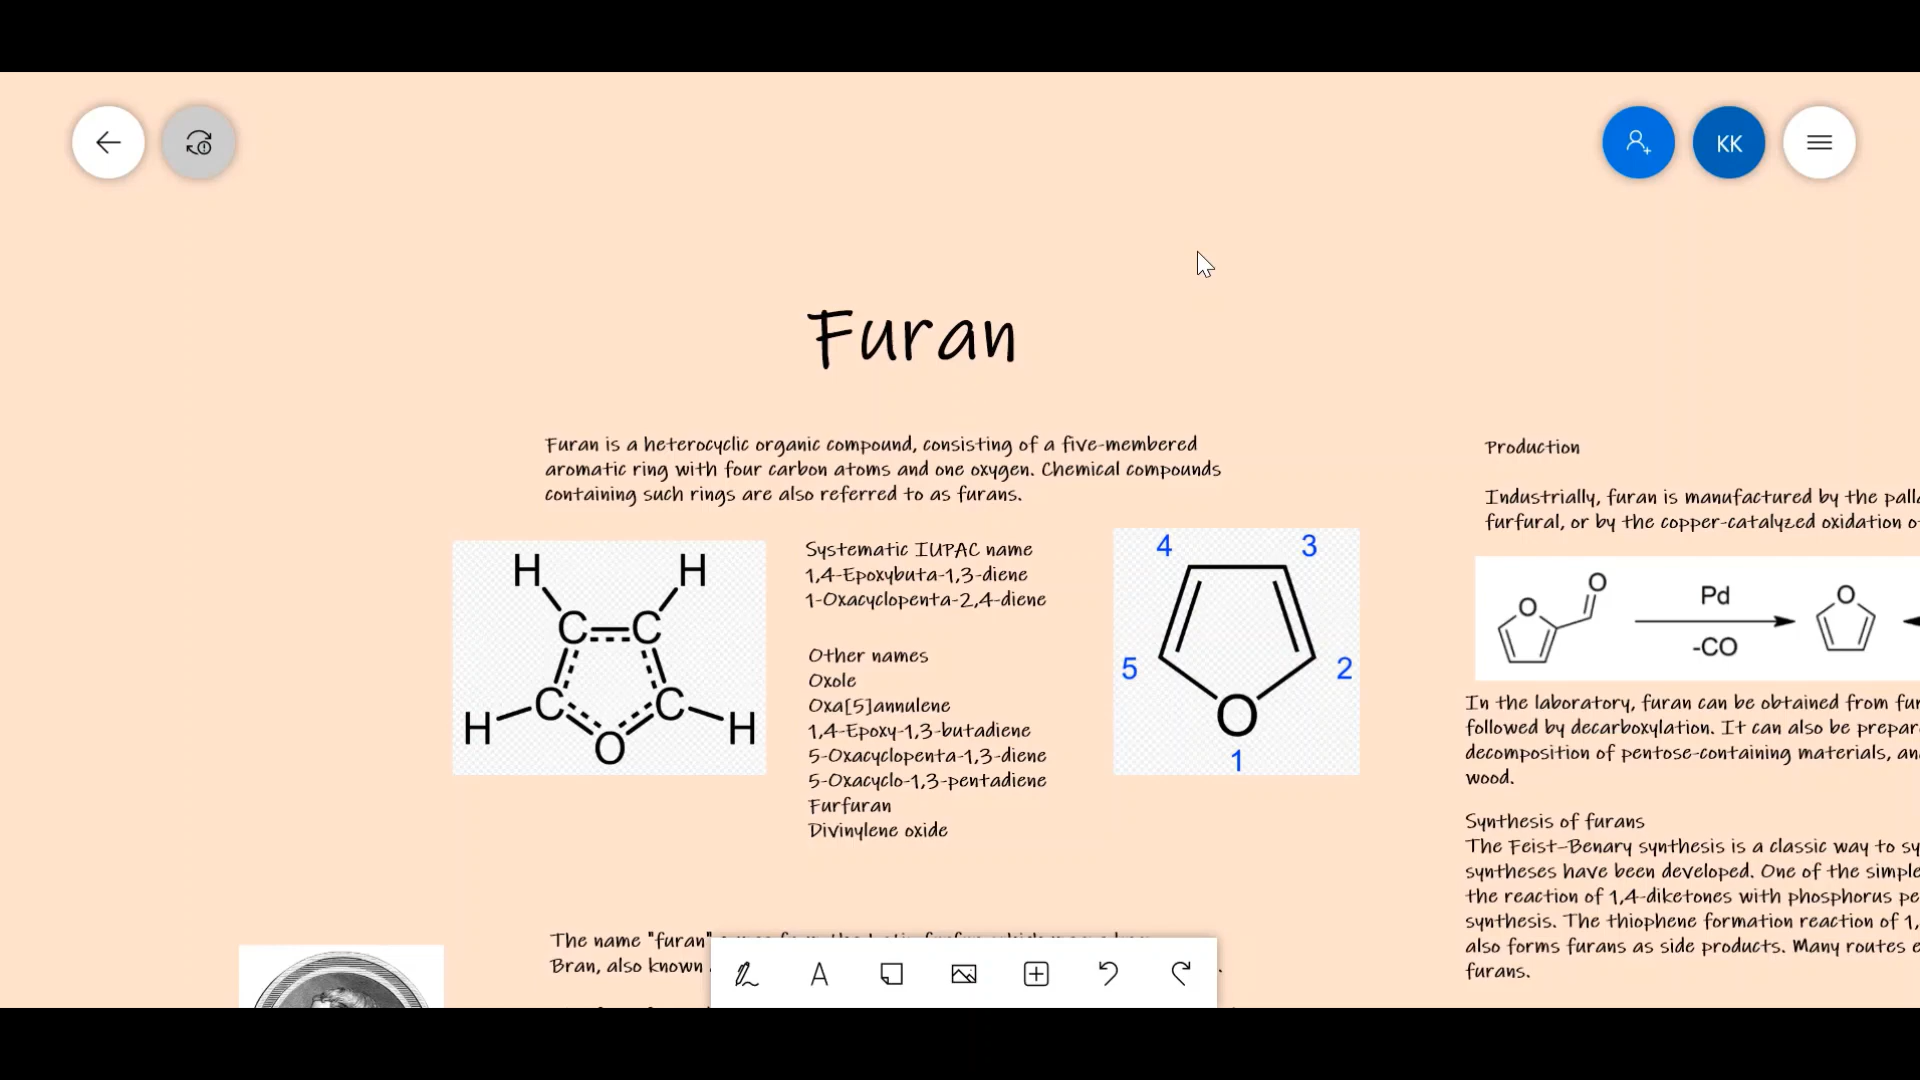 KK
Furan
Furan is a heterocyclic organic compound, consisting of a five-membered
aromatic ring with four carbon atoms and one oxygen. Chemical compounds
containing such rings are also referred to as furans.
H H
C C
H C C H
O
Systematic IUPAC name
1,4-Epoxybuta-1,3-diene
1-Oxacyclopenta-2,4-diene
Other names
Oxole
Oxa[5]annulene
1,4-Epoxy-1,3-butadiene
5-Oxacyclopenta-1,3-diene
5-Oxacyclo-1,3-pentadiene
Furfuran
Divinylene oxide
4 3
5 2
O
1
The name "furan"
Bran, also known
Production
Industrially, furan is manufactured by the
furfural, or by the copper-catalyzed oxidation
O O Pd O
-CO
In the laboratory, furan can be obtained from
followed by decarboxylation. It can also be
decomposition of pentose-containing materials,
wood.
Synthesis of furans
The Feist-Benary synthesis is a classic way to
syntheses have been developed. One of the
the reaction of 1,4-diketones with phosphorus
synthesis. The thiophene formation reaction of
also forms furans as side products. Many routes
furans.